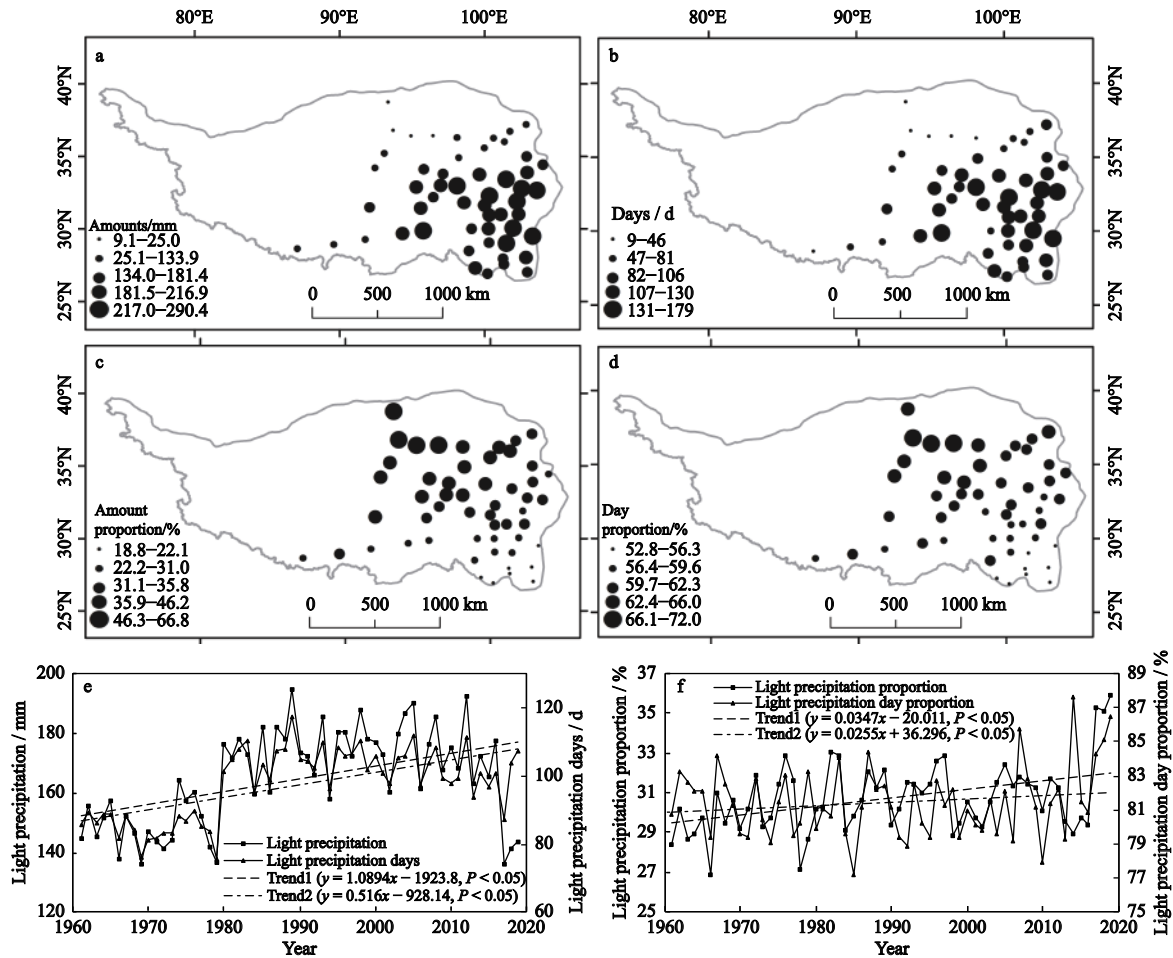 80°E 90°E 100°E 80°E 90°E 100°E
a
b
40°N
35°N
30°N
25°N
40°N
35°N
30°N
25°N
Amounts/mm
9.1–25.0
25.1–133.9
134.0–181.4
181.5–216.9
217.0–290.4
0 500 1000 km
Days / d
9–46
47–81
82–106
107–130
131–179
0 500 1000 km
c
d
40°N
35°N
30°N
25°N
40°N
35°N
30°N
25°N
Amount
proportion/%
18.8–22.1
22.2–31.0
31.1–35.8
35.9–46.2
46.3–66.8
0 500 1000 km
Day
proportion/%
52.8–56.3
56.4–59.6
59.7–62.3
62.4–66.0
66.1–72.0
0 500 1000 km
e
Light precipitation / mm
200
180
160
140
120
Light precipitation days / d
120
100
80
60
Light precipitation
Light precipitation days
Trend1 (y = 1.0894x − 1923.8, P < 0.05)
Trend2 (y = 0.516x − 928.14, P < 0.05)
1960 1970 1980 1990 2000 2010 2020
Year
f
Light precipitation proportion / %
37
35
33
31
29
27
25
Light precipitation day proportion / %
89
87
85
83
81
79
77
75
Light precipitation proportion
Light precipitation day proportion
Trend1 (y = 0.0347x − 20.011, P < 0.05)
Trend2 (y = 0.0255x + 36.296, P < 0.05)
1960 1970 1980 1990 2000 2010 2020
Year